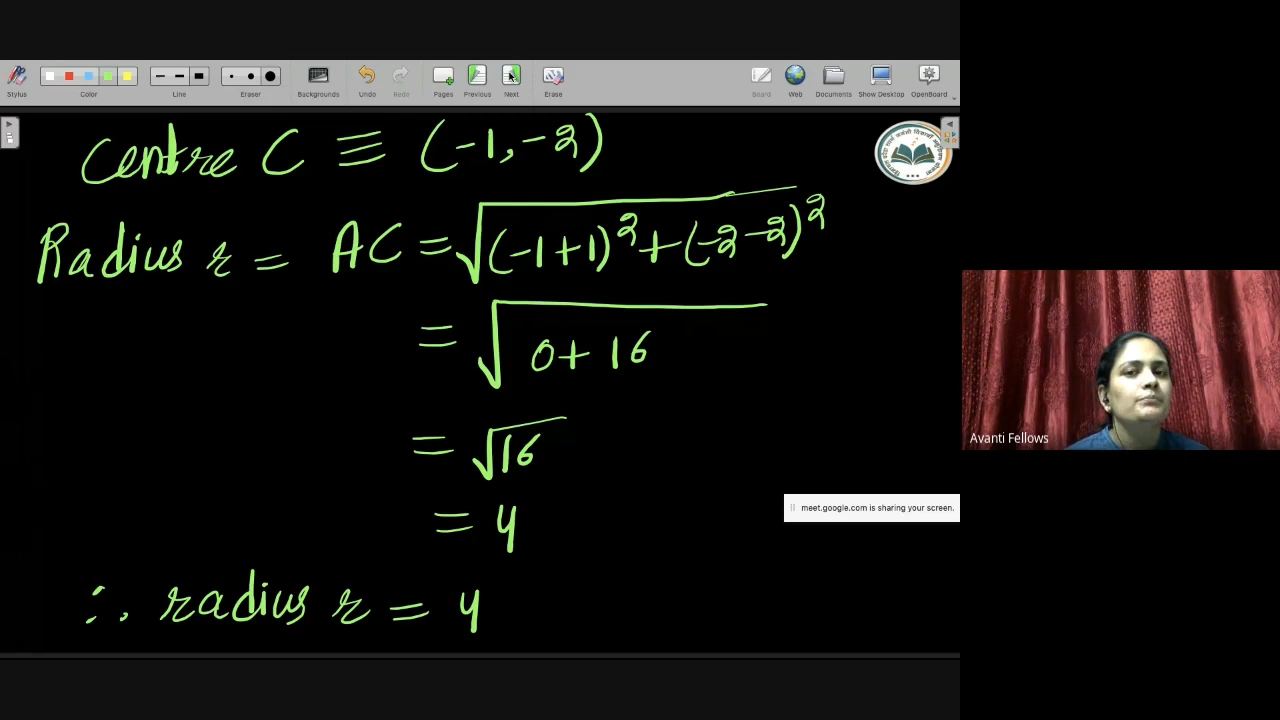 Stylus Color Line Eraser Backgrounds Undo Redo Pages Previous Next Erase Board Web Documents Show Desktop OpenBoard
Centre C ≡ (-1, -2)
Radius r = AC = √(-1+1)² + (-2-2)²
= √0+16
= √16
= 4
∴ radius r = 4
Avanti Fellows
meet.google.com is sharing your screen.